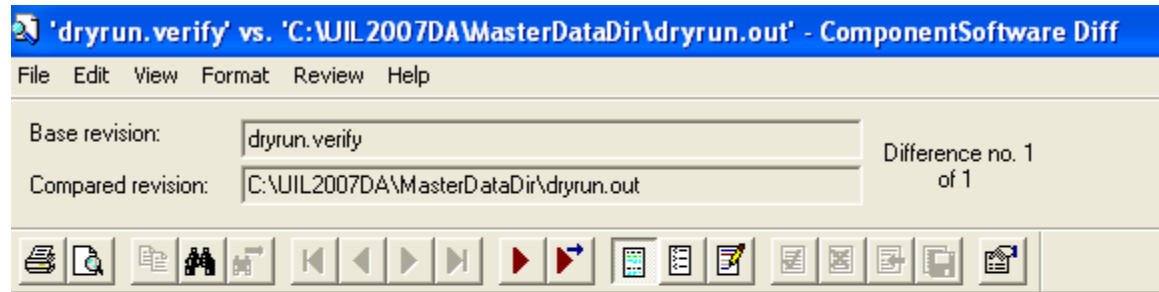 'dryrun.verify' vs. 'C:\UIL2007DA\MasterDataDir\dryrun.out' - ComponentSoftware Diff
File Edit View Format Review Help
Base revision: dryrun.verify
Compared revision: C:\UIL2007DA\MasterDataDir\dryrun.out
Difference no. 1
of 1